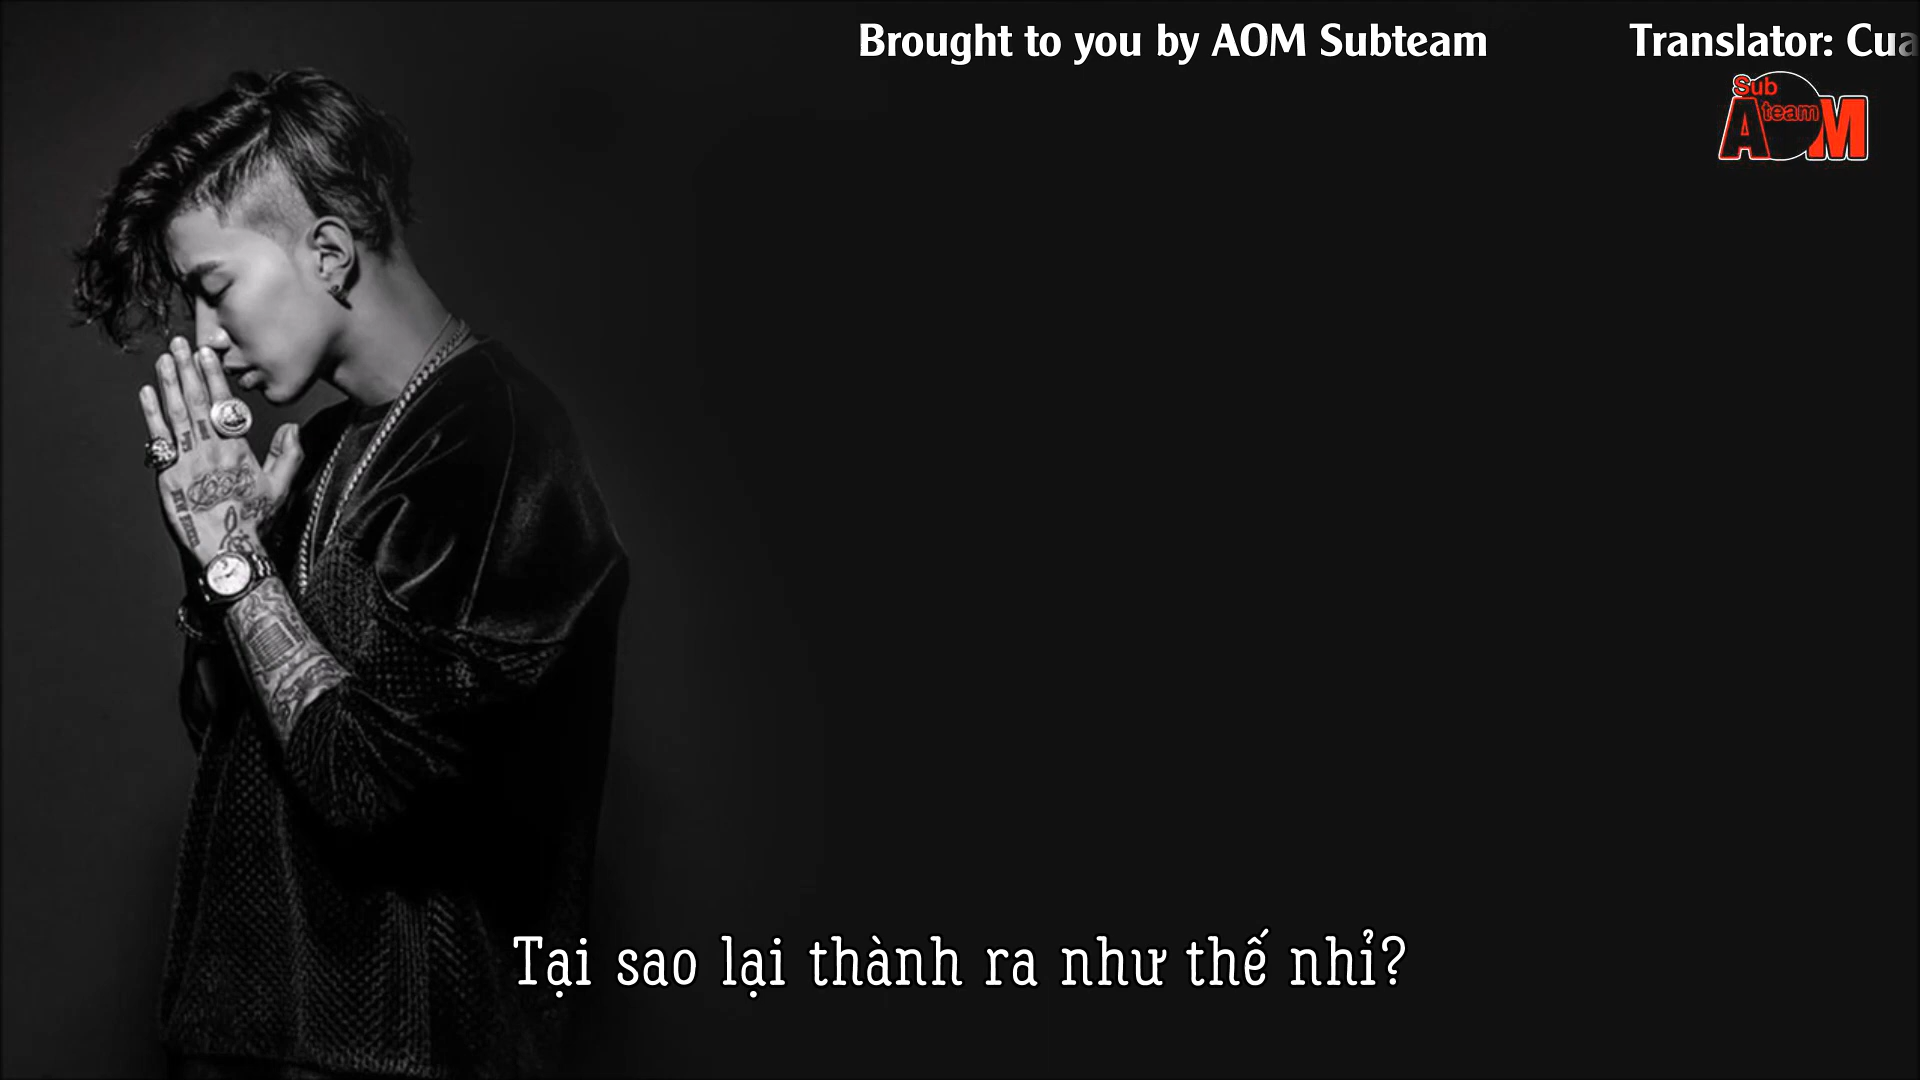 Brought to you by AOM Subteam
Translator: Cua
Sub
team
AOM
Tại sao lại thành ra như thế nhỉ?